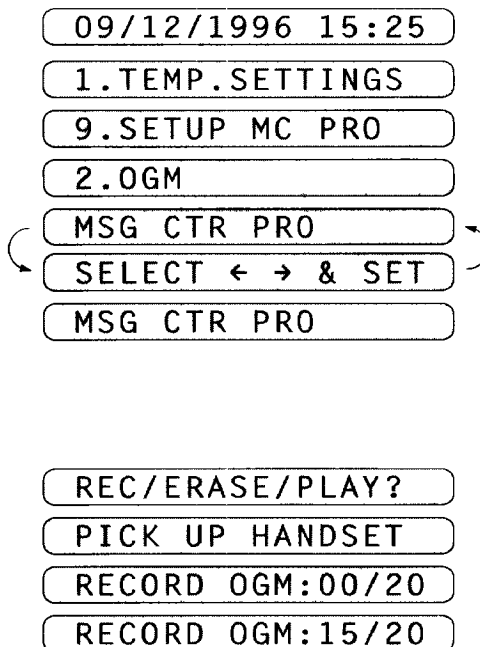 09/12/1996 15:25
1.TEMP.SETTINGS
9.SETUP MC PRO
2.OGM
MSG CTR PRO
SELECT ← → & SET
MSG CTR PRO
REC/ERASE/PLAY?
PICK UP HANDSET
RECORD OGM:00/20
RECORD OGM:15/20